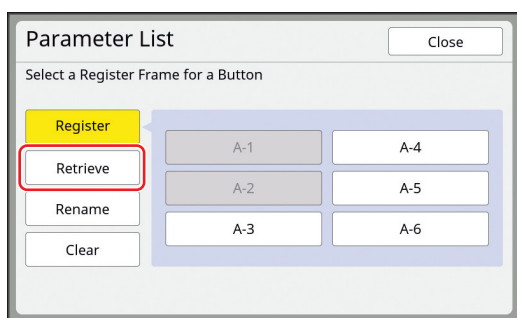 Parameter List
Close
Select a Register Frame for a Button
Register
Retrieve
Rename
Clear
A-1
A-4
A-2
A-5
A-3
A-6